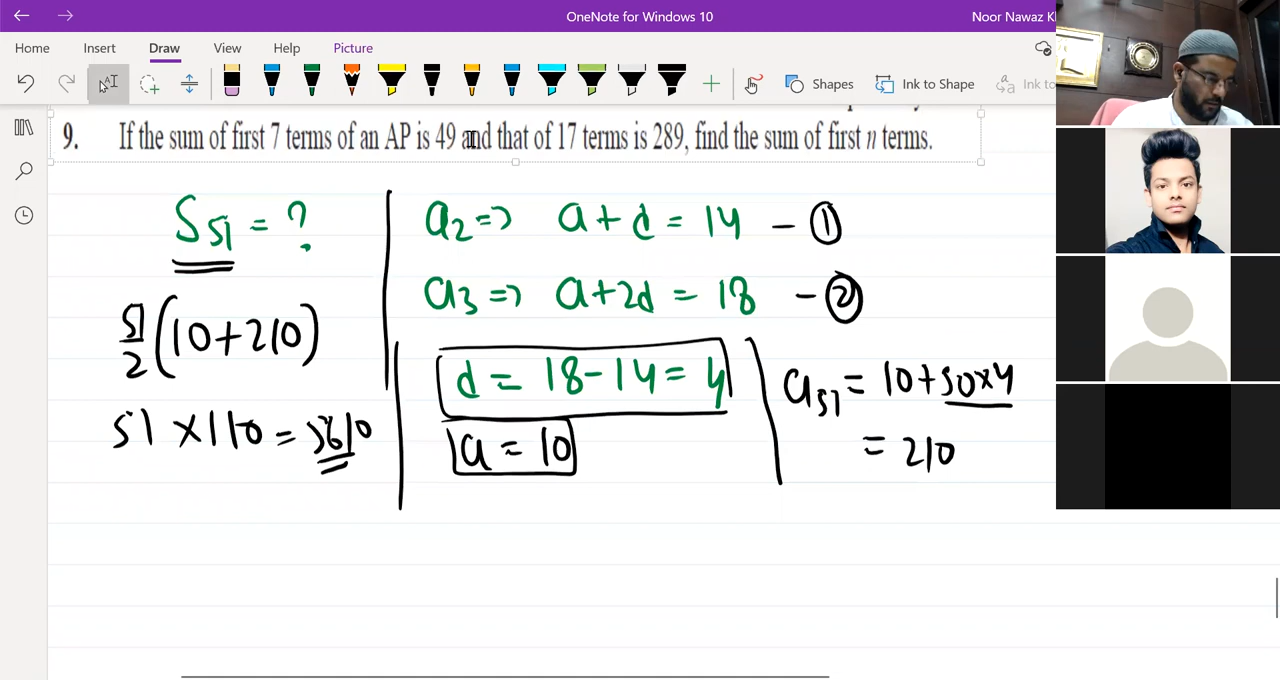 OneNote for Windows 10
Noor Nawaz K
Home Insert Draw View Help Picture
Shapes Ink to Shape Ink to
9. If the sum of first 7 terms of an AP is 49 and that of 17 terms is 289, find the sum of first n terms.
S51 = ?
51/2 (10+210)
51 × 110 = 5610
a2 => a + d = 14 - ①
a3 => a + 2d = 18 - ②
d = 18 - 14 = 4
a = 10
a51 = 10 + 50×4
= 210